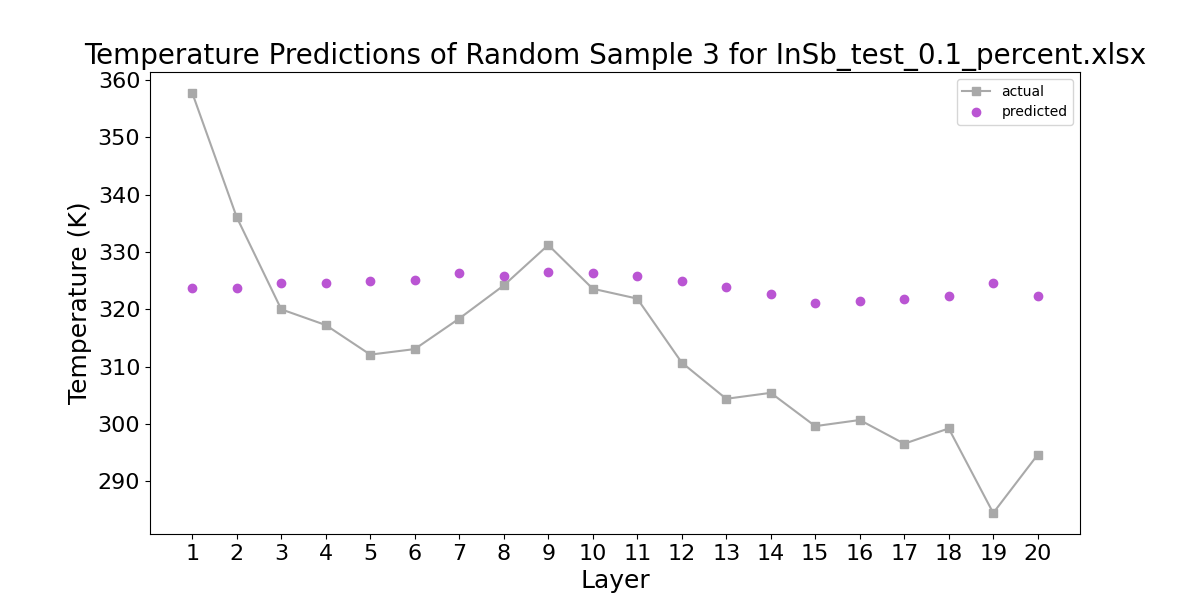 Temperature Predictions of Random Sample 3 for InSb_test_0.1_percent.xlsx
actual
predicted
360
350
340
330
320
310
300
290
Temperature (K)
1 2 3 4 5 6 7 8 9 10 11 12 13 14 15 16 17 18 19 20
Layer